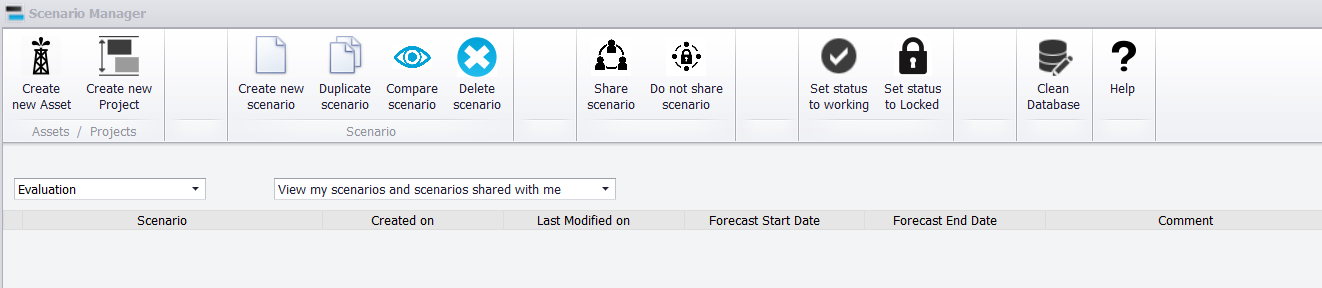 Scenario Manager
Create new Asset
Create new Project
Create new scenario
Duplicate scenario
Compare scenario
Delete scenario
Share scenario
Do not share scenario
Set status to working
Set status to Locked
Clean Database
Help
Assets / Projects
Scenario
Evaluation
View my scenarios and scenarios shared with me
Scenario Created on Last Modified on Forecast Start Date Forecast End Date Comment